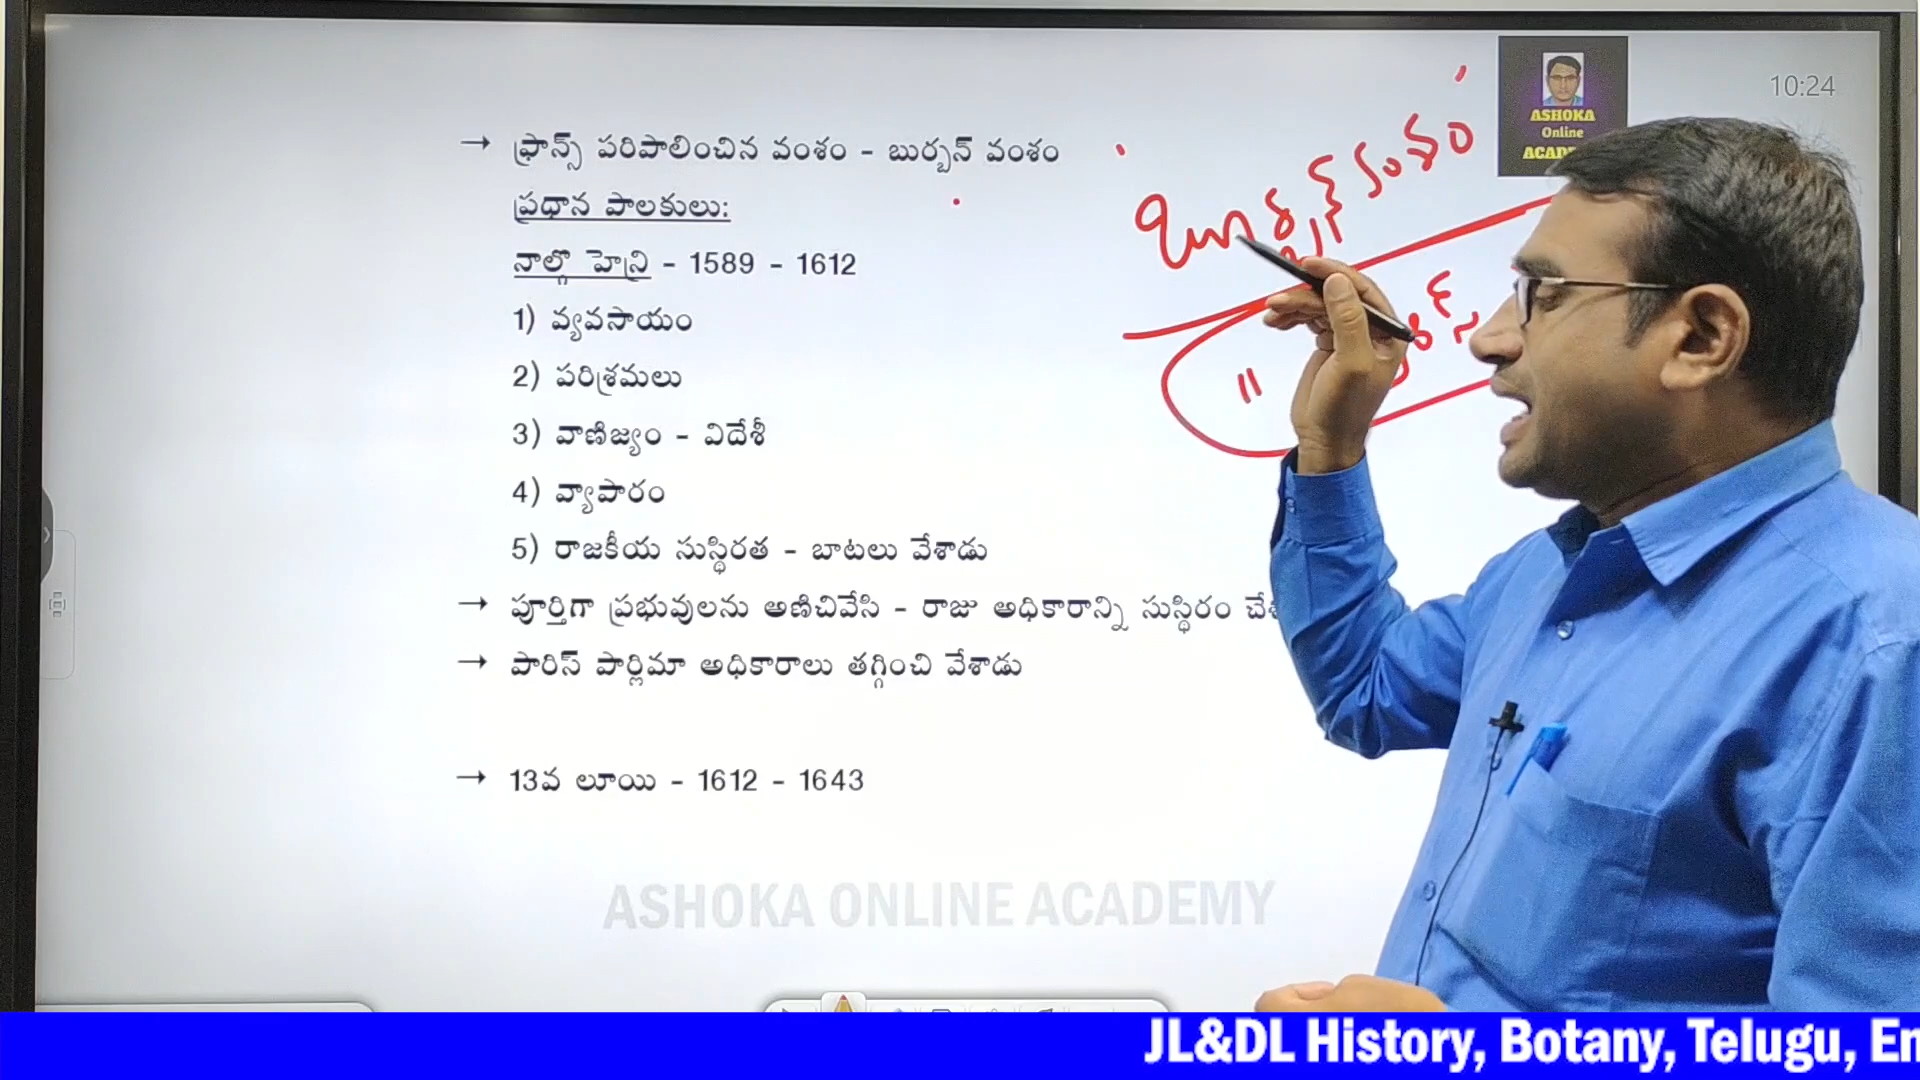 → ఫ్రాన్స్ పరిపాలించిన వంశం - బుర్బన్ వంశం
ప్రధాన పాలకులు:
నాల్గొ హెన్రి - 1589 - 1612
1) వ్యవసాయం
2) పరిశ్రమలు
3) వాణిజ్యం - విదేశీ
4) వ్యాపారం
5) రాజకీయ సుస్థిరత - బాటలు వేశాడు
→ పూర్తిగా ప్రభువులను అణిచివేసి - రాజు అధికారాన్ని సుస్థిరం
→ పారిస్ పార్లిమా అధికారాలు తగ్గించి వేశాడు
→ 13వ లూయి - 1612 - 1643
బుర్బన్ వంశం
ASHOKA
Online
10:24
ASHOKA ONLINE ACADEMY
JL&DL History, Botany, Telugu,